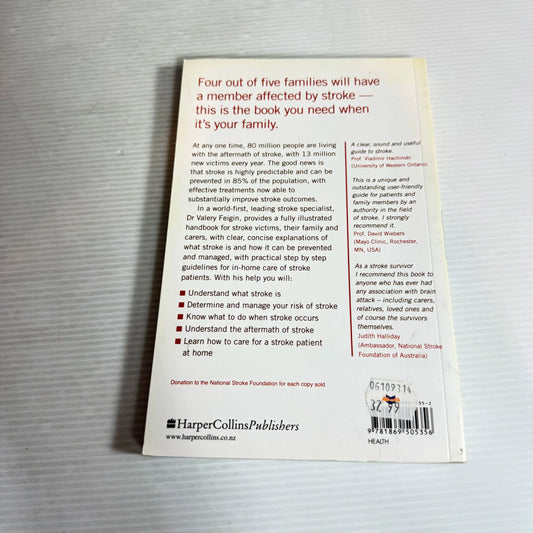 Four out of five families will have
a member affected by stroke —
this is the book you need when
it's your family.
At any one time, 80 million people are living
with the aftermath of stroke, with 13 million
new victims every year. The good news is
that stroke is highly predictable and can be
prevented in 85% of the population, with
effective treatments now able to
substantially improve stroke outcomes.
In a world-first, leading stroke specialist,
Dr Valery Feigin, provides a fully illustrated
handbook for stroke victims, their family and
carers, with clear, concise explanations of
what stroke is and how it can be prevented
and managed, with practical step by step
guidelines for in-home care of stroke
patients. With his help you will:
Understand what stroke is
Determine and manage your risk of stroke
Know what to do when stroke occurs
Understand the aftermath of stroke
Learn how to care for a stroke patient
at home
A clear, sound and useful
guide to stroke.
Prof. Vladimir Hachinski
(University of Western Ontario)
This is a unique and
outstanding user-friendly
guide for patients and
family members by an
authority in the field
of stroke. I strongly
recommend it.
Prof. David Wiebers
(Mayo Clinic, Rochester,
MN, USA)
As a stroke survivor
I recommend this book to
anyone who has ever had
any association with brain
attack – including carers,
relatives, loved ones and
of course the survivors
themselves.
Judith Halliday
(Ambassador, National Stroke
Foundation of Australia)
Donation to the National Stroke Foundation for each copy sold
HarperCollinsPublishers
www.harpercollins.co.nz
06109314
32.99
9 781869 505356
HEALTH